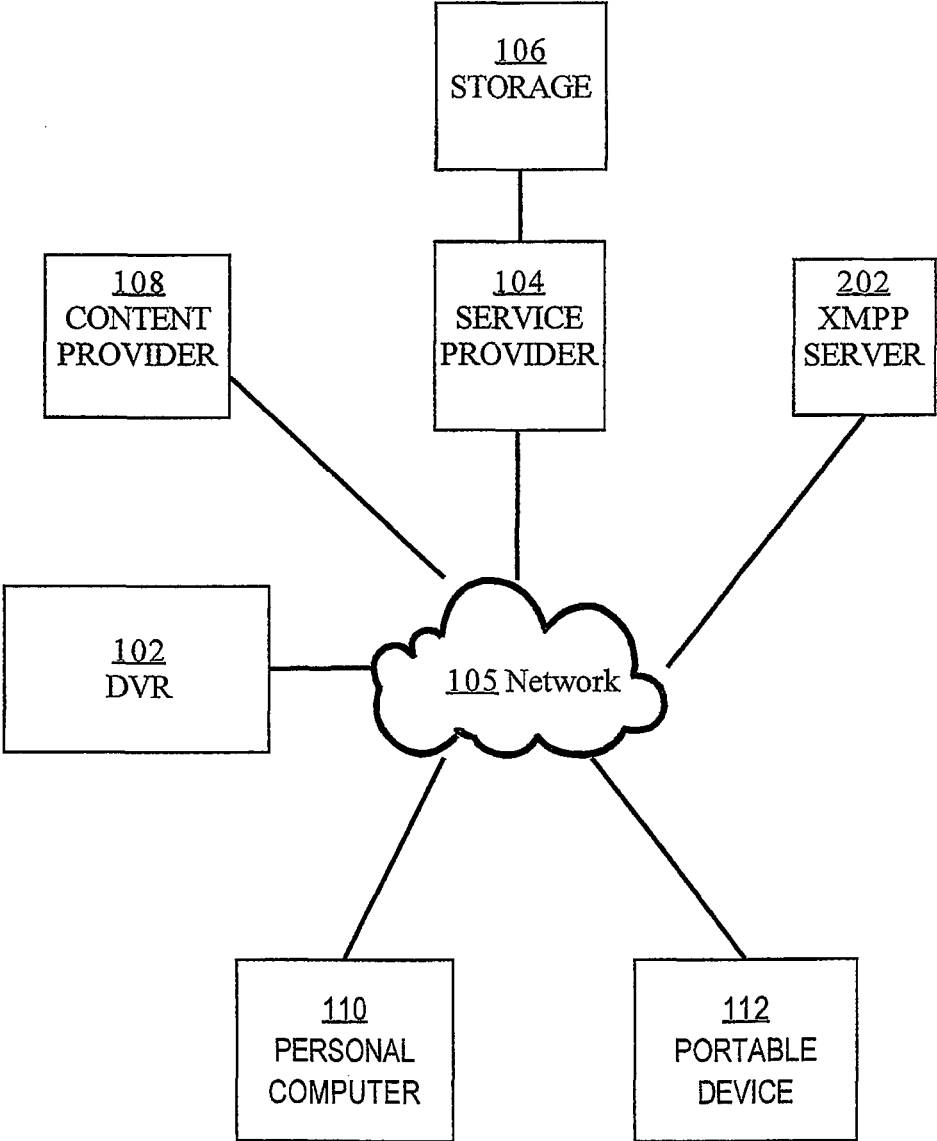 106
STORAGE
108
CONTENT
PROVIDER
104
SERVICE
PROVIDER
202
XMPP
SERVER
102
DVR
105 Network
110
PERSONAL
COMPUTER
112
PORTABLE
DEVICE